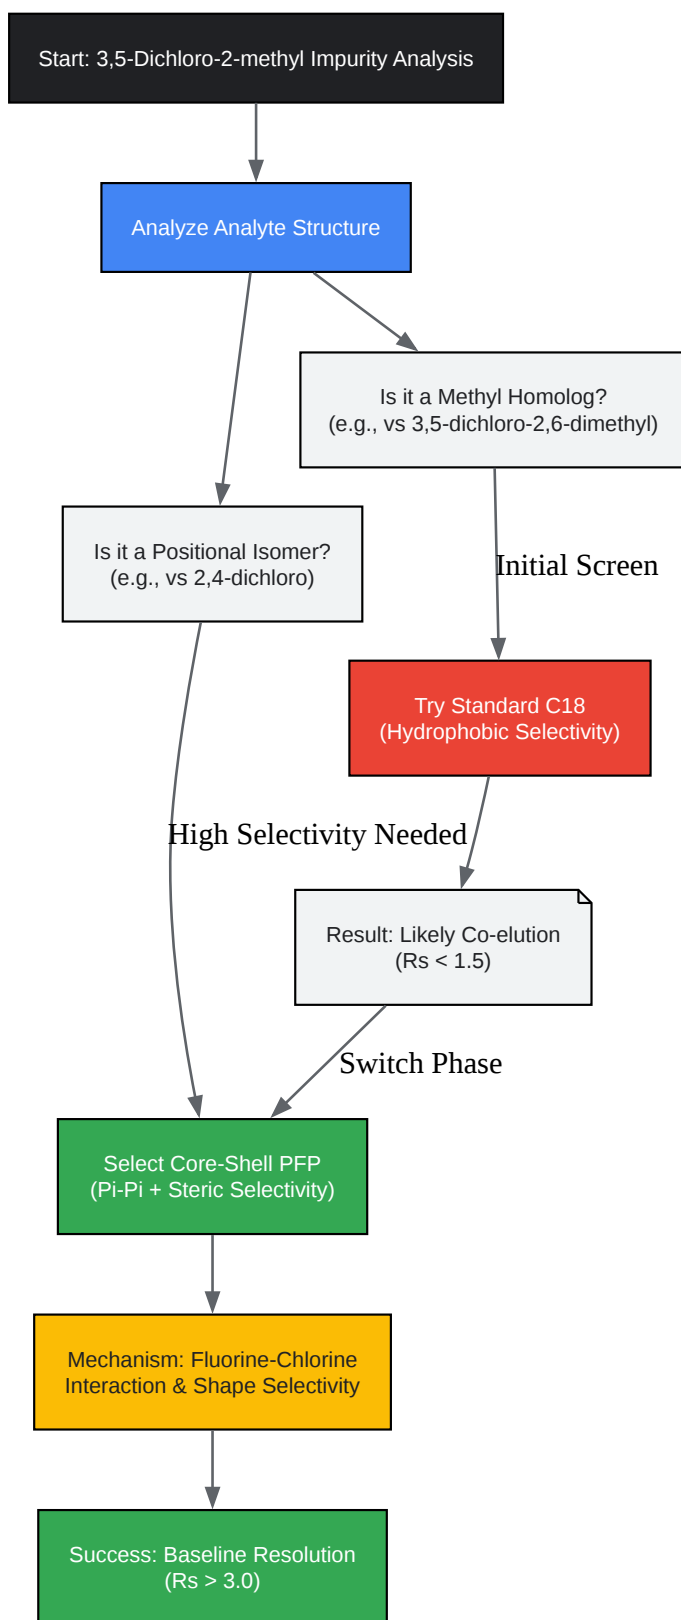 Start: 3,5-Dichloro-2-methyl Impurity Analysis
Analyze Analyte Structure
Is it a Methyl Homolog?
(e.g., vs 3,5-dichloro-2,6-dimethyl)
Is it a Positional Isomer?
(e.g., vs 2,4-dichloro)
Initial Screen
Try Standard C18
(Hydrophobic Selectivity)
High Selectivity Needed
Result: Likely Co-elution
(Rs < 1.5)
Switch Phase
Select Core-Shell PFP
(Pi-Pi + Steric Selectivity)
Mechanism: Fluorine-Chlorine
Interaction & Shape Selectivity
Success: Baseline Resolution
(Rs > 3.0)